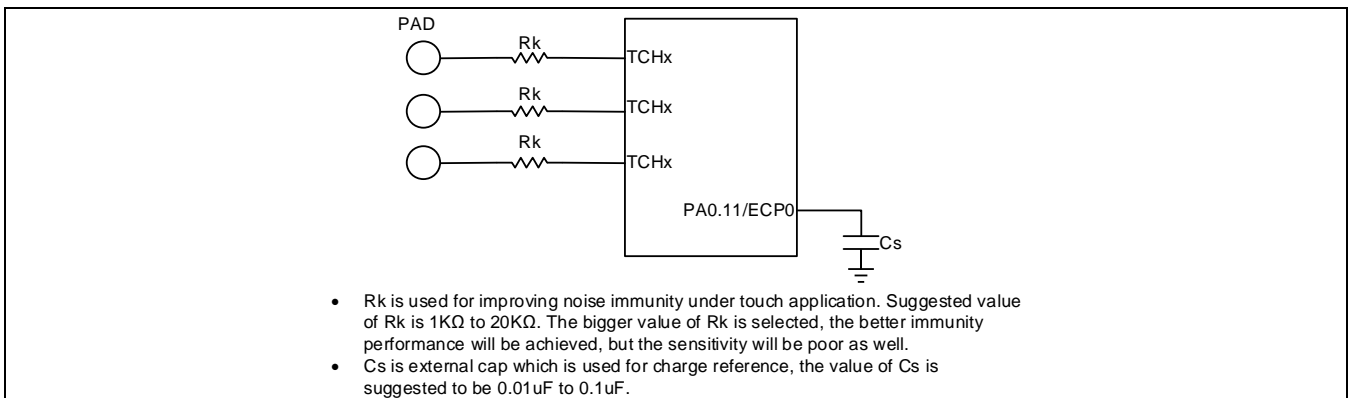 PAD
Rk
TCHx
Rk
TCHx
Rk
TCHx
PA0.11/ECP0
Cs
• Rk is used for improving noise immunity under touch application. Suggested value
of Rk is 1KΩ to 20KΩ. The bigger value of Rk is selected, the better immunity
performance will be achieved, but the sensitivity will be poor as well.
• Cs is external cap which is used for charge reference, the value of Cs is
suggested to be 0.01uF to 0.1uF.